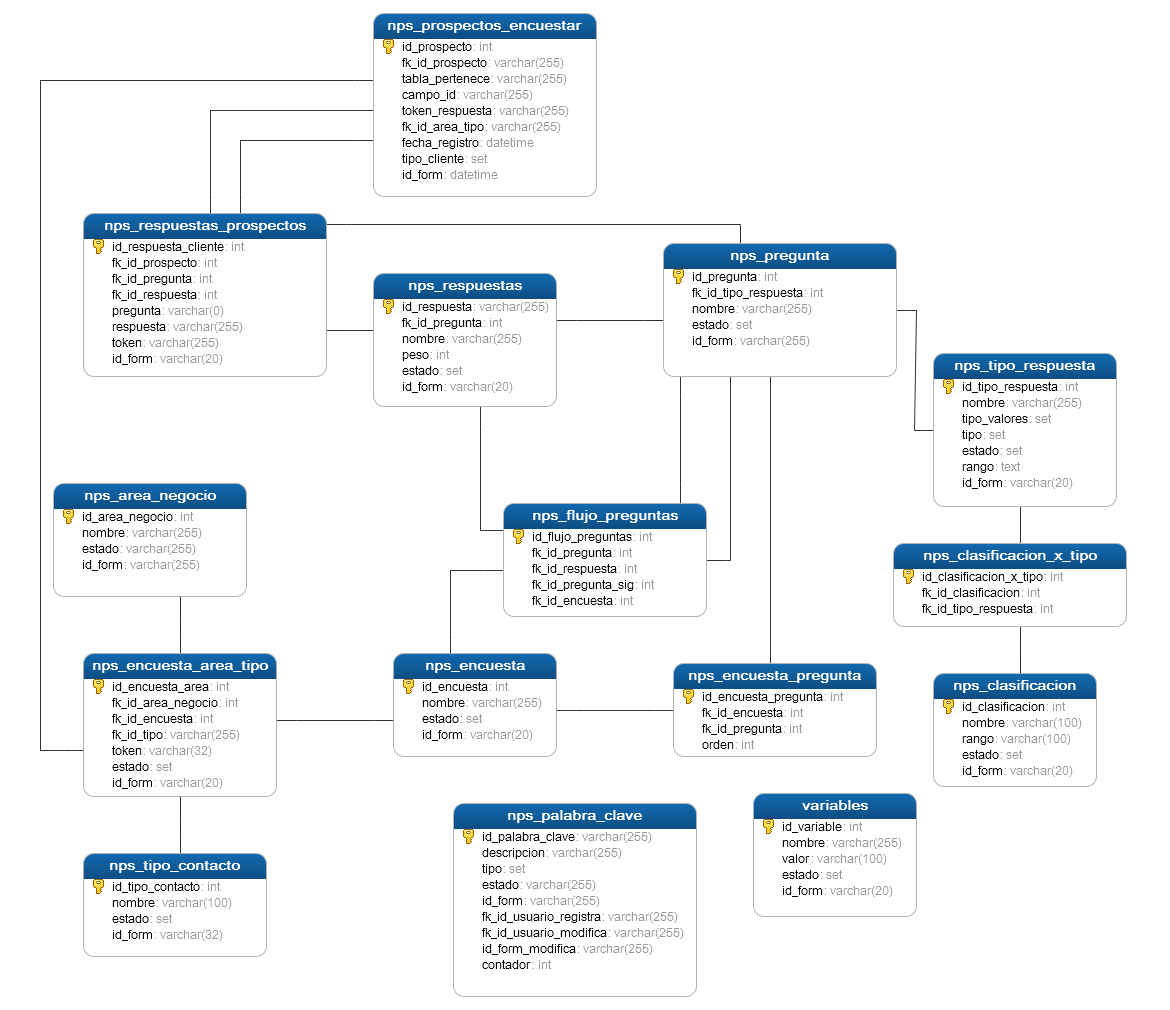 nps_prospectos_encuestar
id_prospecto: int
fk_id_prospecto: varchar(255)
tabla_pertenece: varchar(255)
campo_id: varchar(255)
token_respuesta: varchar(255)
fk_id_area_tipo: varchar(255)
fecha_registro: datetime
tipo_cliente: set
id_form: datetime
nps_respuestas_prospectos
id_respuesta_cliente: int
fk_id_prospecto: int
fk_id_pregunta: int
fk_id_respuesta: int
pregunta: varchar(0)
respuesta: varchar(255)
token: varchar(255)
id_form: varchar(20)
nps_respuestas
id_respuesta: varchar(255)
fk_id_pregunta: int
nombre: varchar(255)
peso: int
estado: set
id_form: varchar(20)
nps_pregunta
id_pregunta: int
fk_id_tipo_respuesta: int
nombre: varchar(255)
estado: set
id_form: varchar(255)
nps_tipo_respuesta
id_tipo_respuesta: int
nombre: varchar(255)
tipo_valores: set
tipo: set
estado: set
rango: text
id_form: varchar(20)
nps_area_negocio
id_area_negocio: int
nombre: varchar(255)
estado: varchar(255)
id_form: varchar(255)
nps_flujo_preguntas
id_flujo_preguntas: int
fk_id_pregunta: int
fk_id_respuesta: int
fk_id_pregunta_sig: int
fk_id_encuesta: int
nps_clasificacion_x_tipo
id_clasificacion_x_tipo: int
fk_id_clasificacion: int
fk_id_tipo_respuesta: int
nps_encuesta_area_tipo
id_encuesta_area: int
fk_id_area_negocio: int
fk_id_encuesta: int
fk_id_tipo: varchar(255)
token: varchar(32)
estado: set
id_form: varchar(20)
nps_encuesta
id_encuesta: int
nombre: varchar(255)
estado: set
id_form: varchar(20)
nps_encuesta_pregunta
id_encuesta_pregunta: int
fk_id_encuesta: int
fk_id_pregunta: int
orden: int
nps_clasificacion
id_clasificacion: int
nombre: varchar(100)
rango: varchar(100)
estado: set
id_form: varchar(20)
nps_tipo_contacto
id_tipo_contacto: int
nombre: varchar(100)
estado: set
id_form: varchar(32)
nps_palabra_clave
id_palabra_clave: varchar(255)
descripcion: varchar(255)
tipo: set
estado: varchar(255)
id_form: varchar(255)
fk_id_usuario_registra: varchar(255)
fk_id_usuario_modifica: varchar(255)
id_form_modifica: varchar(255)
contador: int
variables
id_variable: int
nombre: varchar(255)
valor: varchar(100)
estado: set
id_form: varchar(20)